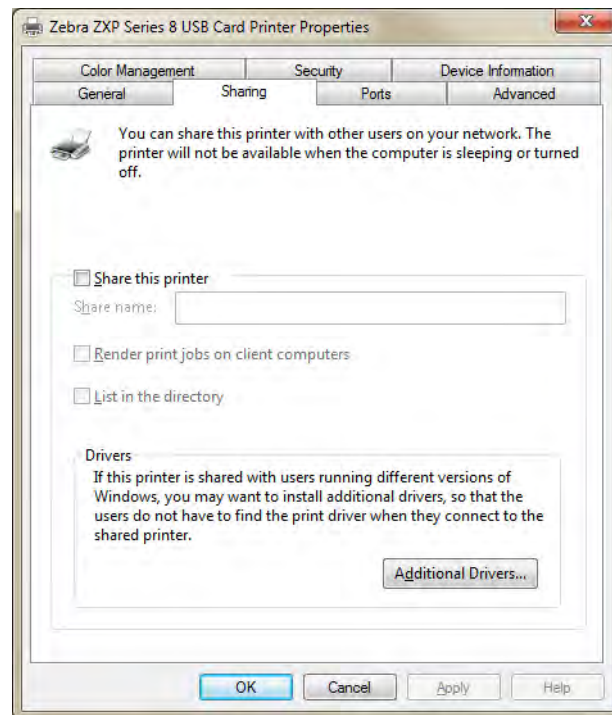 Zebra ZXP Series 8 USB Card Printer Properties
Color Management Security Device Information
General Sharing Ports Advanced
You can share this printer with other users on your network. The
printer will not be available when the computer is sleeping or turned
off.
Share this printer
Share name:
Render print jobs on client computers
List in the directory
Drivers
If this printer is shared with users running different versions of
Windows, you may want to install additional drivers, so that the
users do not have to find the print driver when they connect to the
shared printer.
Additional Drivers...
OK Cancel Apply Help